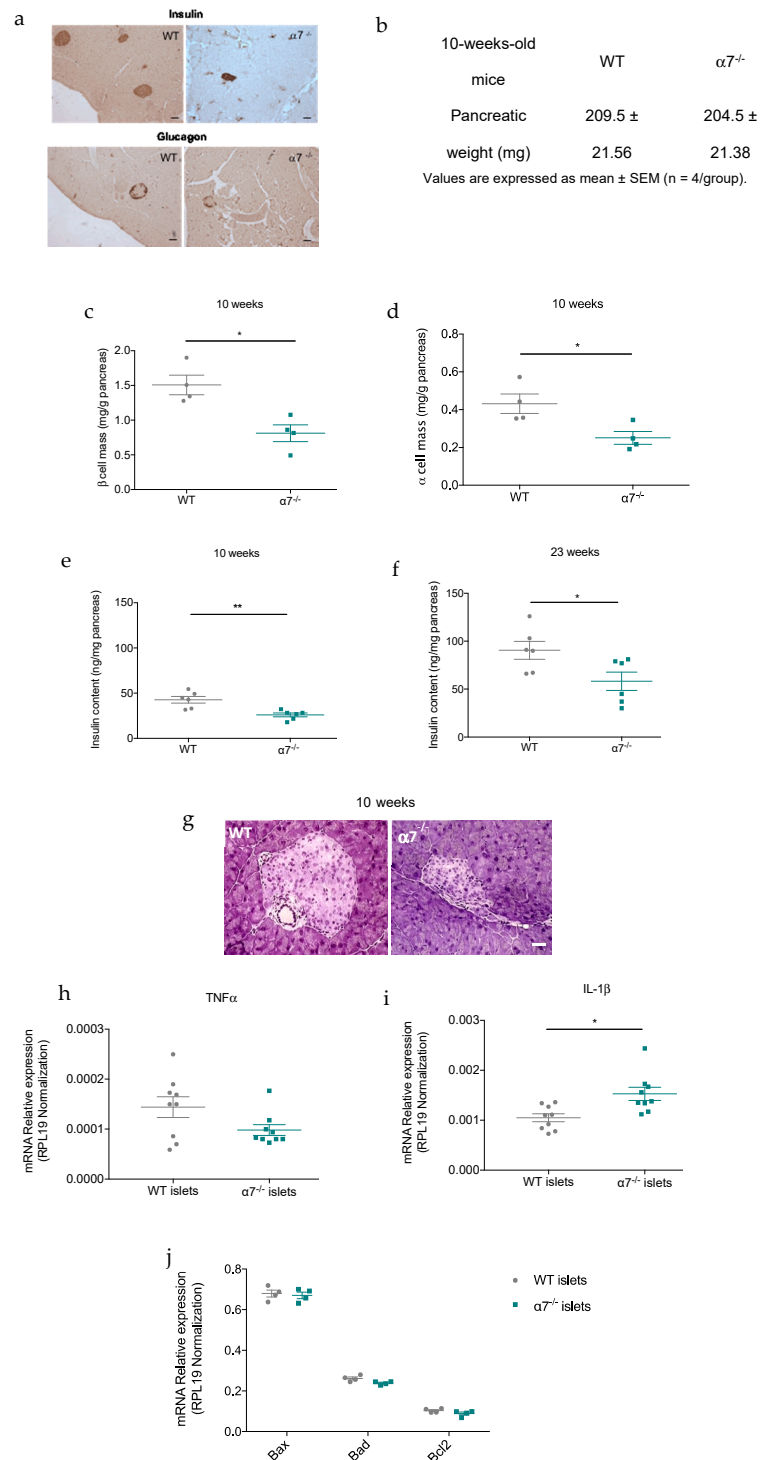 a
Insulin
WT
α7⁻/⁻
Glucagon
WT
α7⁻/⁻
b
10-weeks-old
mice
WT
α7⁻/⁻
Pancreatic
weight (mg)
209.5 ±
21.56
204.5 ±
21.38
Values are expressed as mean ± SEM (n = 4/group).
c
10 weeks
*
β cell mass (mg/g pancreas)
2.0
1.5
1.0
0.5
0.0
WT
α7⁻/⁻
d
10 weeks
*
α cell mass (mg/g pancreas)
0.8
0.6
0.4
0.2
0.0
WT
α7⁻/⁻
e
10 weeks
**
Insulin content (ng/mg pancreas)
150
100
50
0
WT
α7⁻/⁻
f
23 weeks
*
Insulin content (ng/mg pancreas)
150
100
50
0
WT
α7⁻/⁻
10 weeks
g
WT
α7⁻/⁻
h
TNFα
mRNA Relative expression
(RPL19 Normalization)
0.0003
0.0002
0.0001
0.0000
WT islets
α7⁻/⁻ islets
i
IL-1β
*
mRNA Relative expression
(RPL19 Normalization)
0.003
0.002
0.001
0.000
WT islets
α7⁻/⁻ islets
j
mRNA Relative expression
(RPL19 Normalization)
0.8
0.6
0.4
0.2
0.0
Bax
Bad
Bcl2
WT islets
α7⁻/⁻ islets